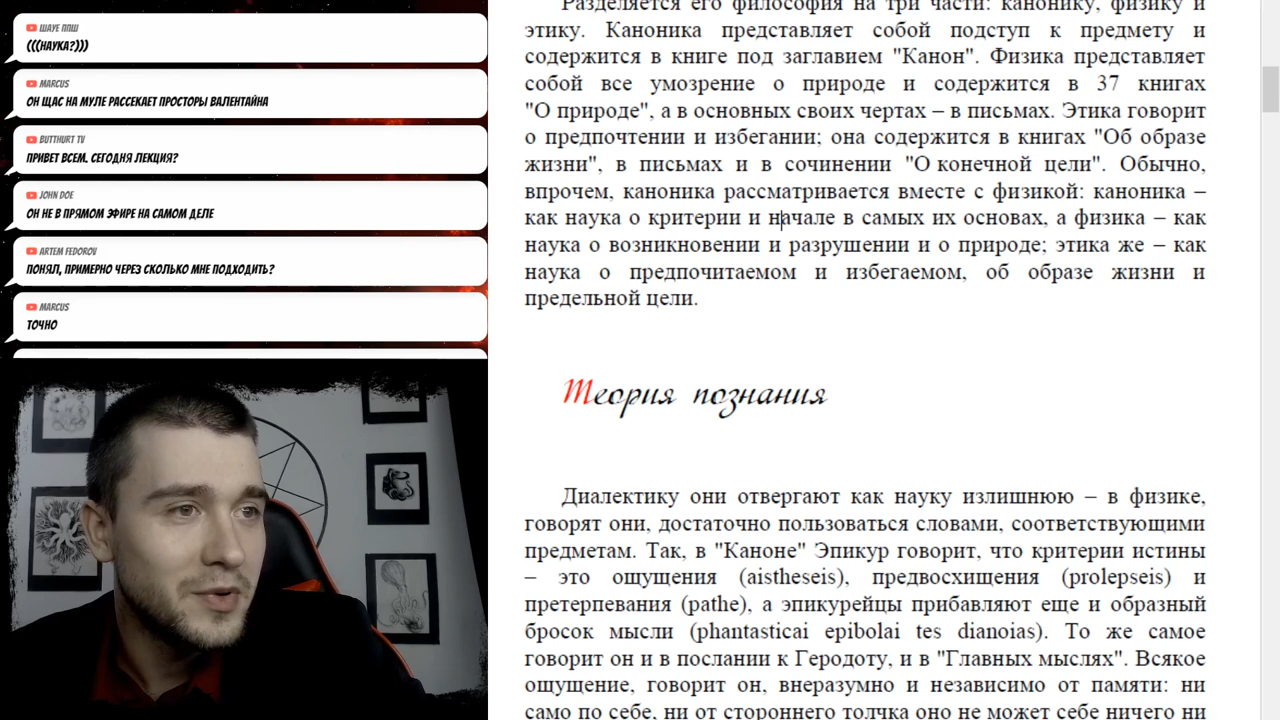 ШАУЕ ППШ
(((НАУКА?)))
MARCUS
ОН ЩАС НА МУЛЕ РАССЕКАЕТ ПРОСТОРЫ ВАЛЕНТАЙНА
BUTTHURT TV
ПРИВЕТ ВСЕМ. СЕГОДНЯ ЛЕКЦИЯ?
JOHN DOE
ОН НЕ В ПРЯМОМ ЭФИРЕ НА САМОМ ДЕЛЕ
ARTEM FEDOROV
ПОНЯЛ, ПРИМЕРНО ЧЕРЕЗ СКОЛЬКО МНЕ ПОДХОДИТЬ?
MARCUS
ТОЧНО
Разделяется его философия на три части: канонику, физику и
этику. Каноника представляет собой подступ к предмету и
содержится в книге под заглавием "Канон". Физика представляет
собой все умозрение о природе и содержится в 37 книгах
"О природе", а в основных своих чертах – в письмах. Этика говорит
о предпочтении и избегании; она содержится в книгах "Об образе
жизни", в письмах и в сочинении "О конечной цели". Обычно,
впрочем, каноника рассматривается вместе с физикой: каноника –
как наука о критерии и начале в самых их основах, а физика – как
наука о возникновении и разрушении и о природе; этика же – как
наука о предпочитаемом и избегаемом, об образе жизни и
предельной цели.
Теория познания
Диалектику они отвергают как науку излишнюю – в физике,
говорят они, достаточно пользоваться словами, соответствующими
предметам. Так, в "Каноне" Эпикур говорит, что критерии истины
– это ощущения (aistheseis), предвосхищения (prolepseis) и
претерпевания (pathe), а эпикурейцы прибавляют еще и образный
бросок мысли (phantasticai epibolai tes dianoias). То же самое
говорит он и в послании к Геродоту, и в "Главных мыслях". Всякое
ощущение, говорит он, внеразумно и независимо от памяти: ни
само по себе, ни от стороннего толчка оно не может себе ничего ни